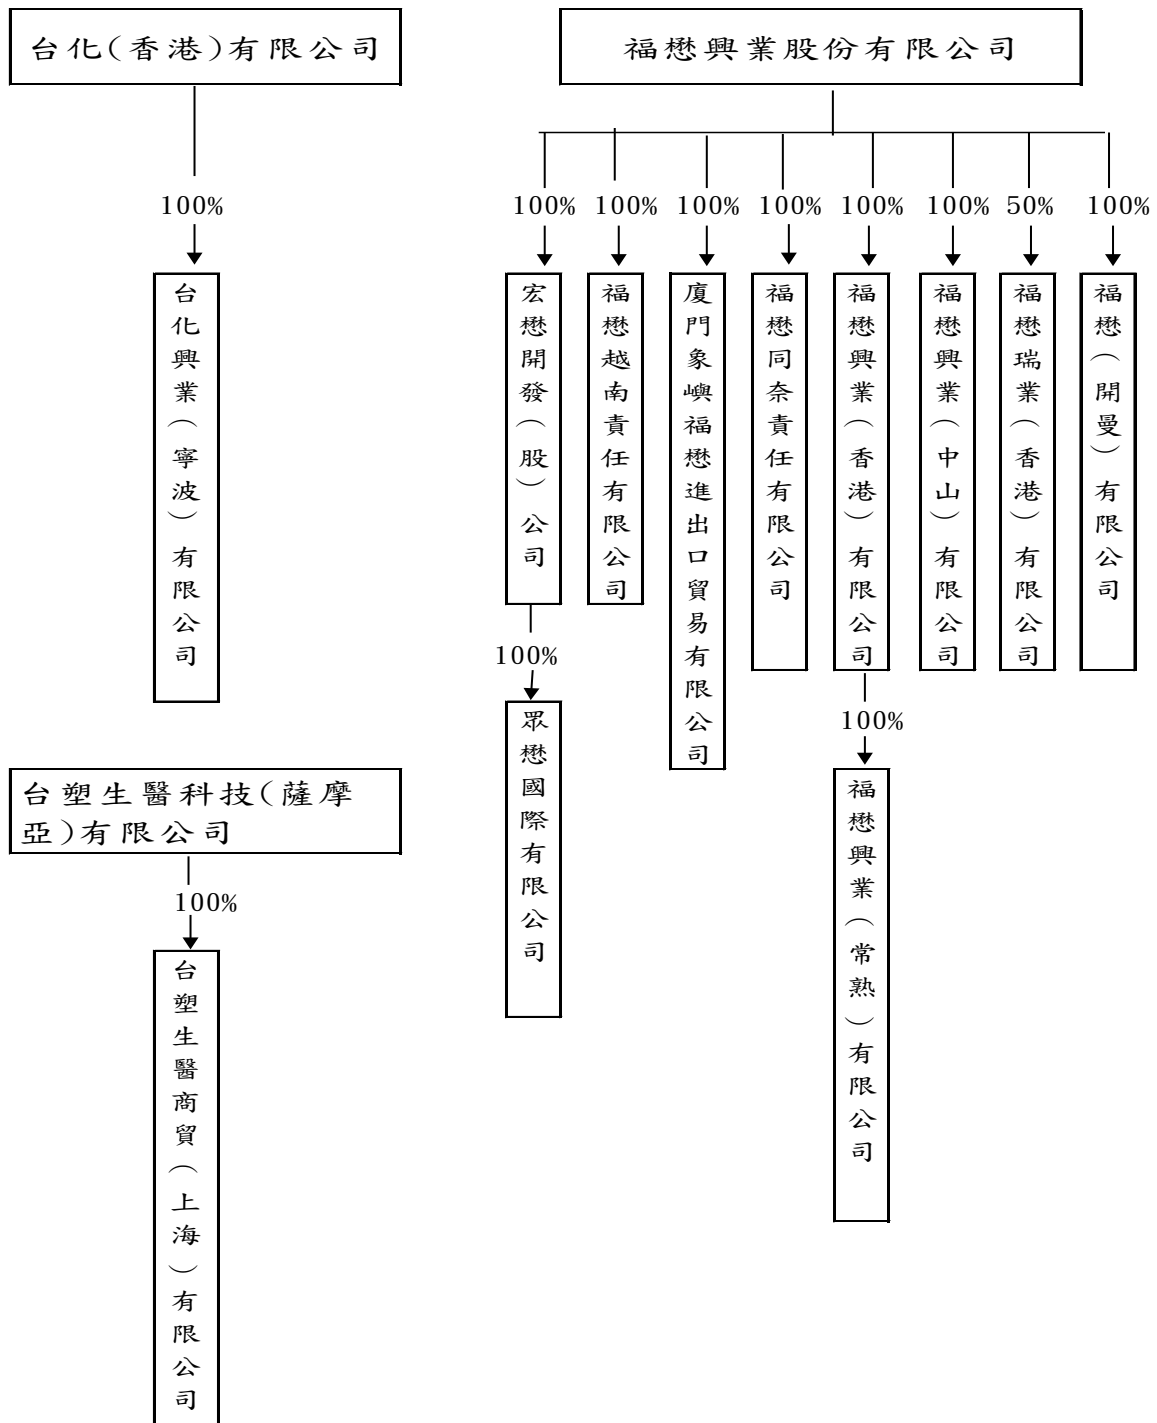 台化(香港)有限公司
福懋興業股份有限公司
100%
100%
100%
100%
100%
100%
100%
50%
100%
台化興業(寧波)有限公司
宏懋開發(股)公司
福懋越南責任有限公司
廈門象嶼福懋進出口貿易有限公司
福懋同奈責任有限公司
福懋興業(香港)有限公司
福懋興業(中山)有限公司
福懋瑞業(香港)有限公司
福懋(開曼)有限公司
100%
100%
眾懋國際有限公司
福懋興業(常熟)有限公司
台塑生醫科技(薩摩
亞)有限公司
100%
台塑生醫商貿(上海)有限公司